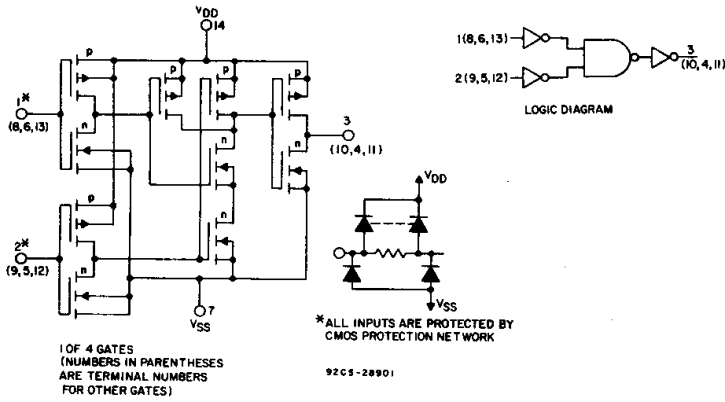 VDD
14
p
p
p
p
1*
(8,6,13)
n
n
n
3
(10,4,11)
p
2*
(9,5,12)
n
n
7
VSS
1 OF 4 GATES
(NUMBERS IN PARENTHESES
ARE TERMINAL NUMBERS
FOR OTHER GATES)
1(8,6,13)
2(9,5,12)
3
(10,4,11)
LOGIC DIAGRAM
VDD
VSS
*ALL INPUTS ARE PROTECTED BY
CMOS PROTECTION NETWORK
92CS-28901